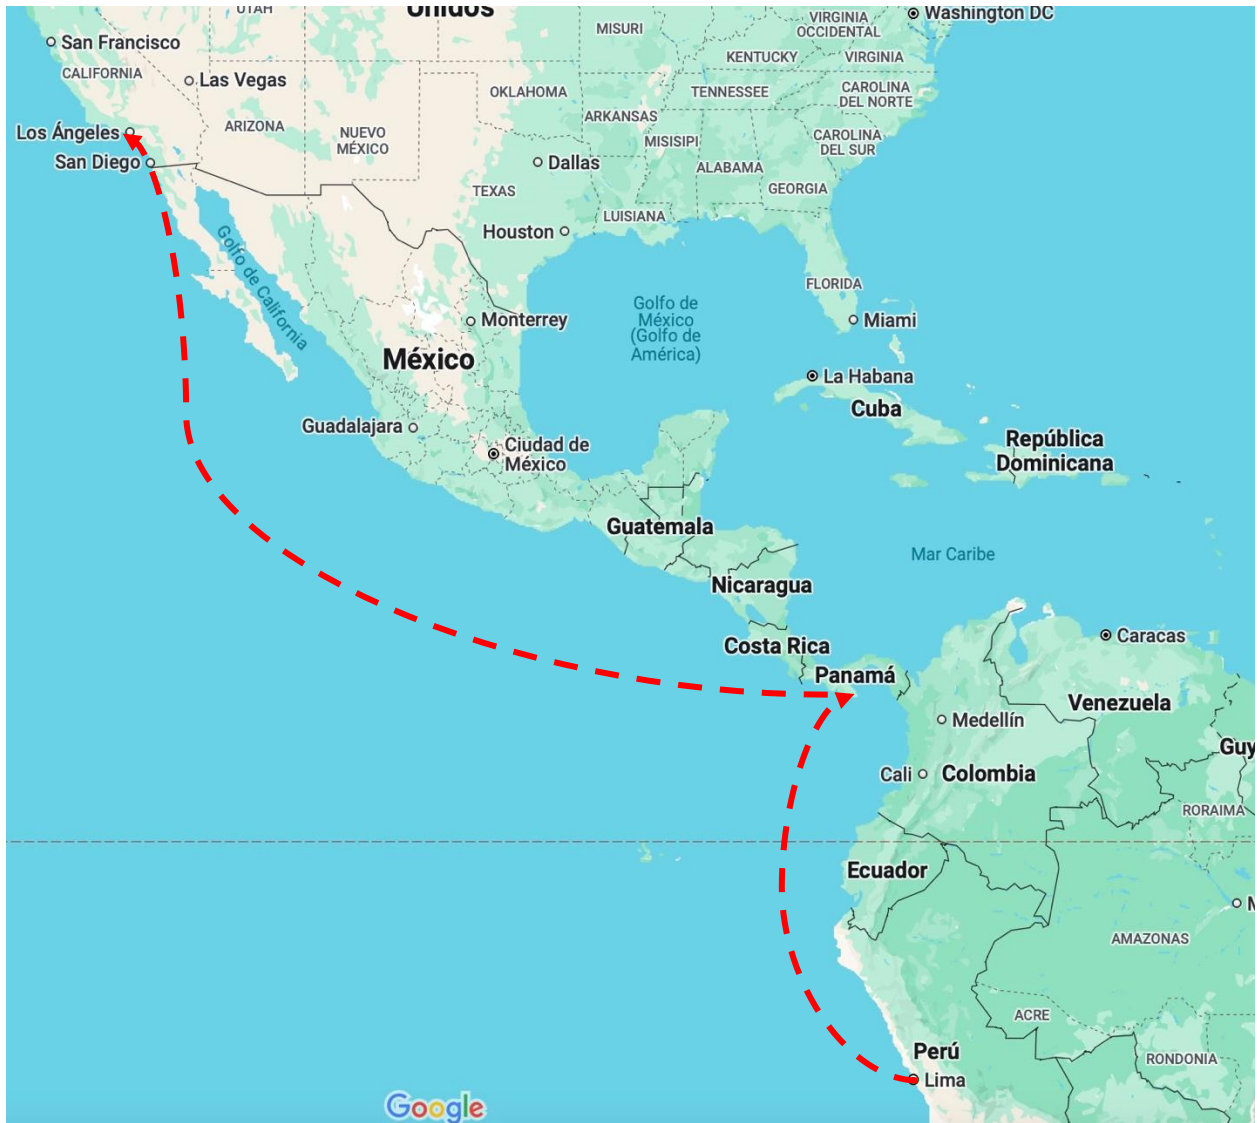 UTAH
Unidos
MISURI
VIRGINIA
OCCIDENTAL
Washington DC
San Francisco
KENTUCKY
VIRGINIA
CALIFORNIA
Las Vegas
OKLAHOMA
TENNESSEE
CAROLINA
DEL NORTE
ARKANSAS
Los Ángeles
ARIZONA
NUEVO
MÉXICO
MISISIPI
CAROLINA
DEL SUR
San Diego
Dallas
ALABAMA
TEXAS
GEORGIA
LUISIANA
Houston
Golfo de California
FLORIDA
Golfo de
México
(Golfo de
América)
Monterrey
Miami
México
La Habana
Cuba
Guadalajara
Ciudad de
México
República
Dominicana
Guatemala
Mar Caribe
Nicaragua
Costa Rica
Caracas
Panamá
Venezuela
Medellín
Guy
Cali
Colombia
RORAIMA
Ecuador
M
AMAZONAS
ACRE
Perú
RONDONIA
Lima
Google